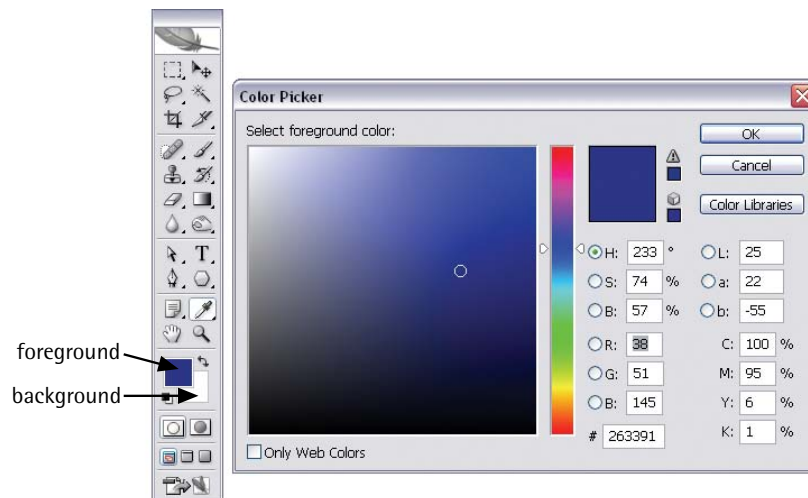 Color Picker
Select foreground color:
OK
Cancel
Color Libraries
H: 233 °
L: 25
S: 74 %
a: 22
B: 57 %
b: -55
R: 38
C: 100 %
G: 51
M: 95 %
B: 145
Y: 6 %
# 263391
K: 1 %
Only Web Colors
T
foreground
background